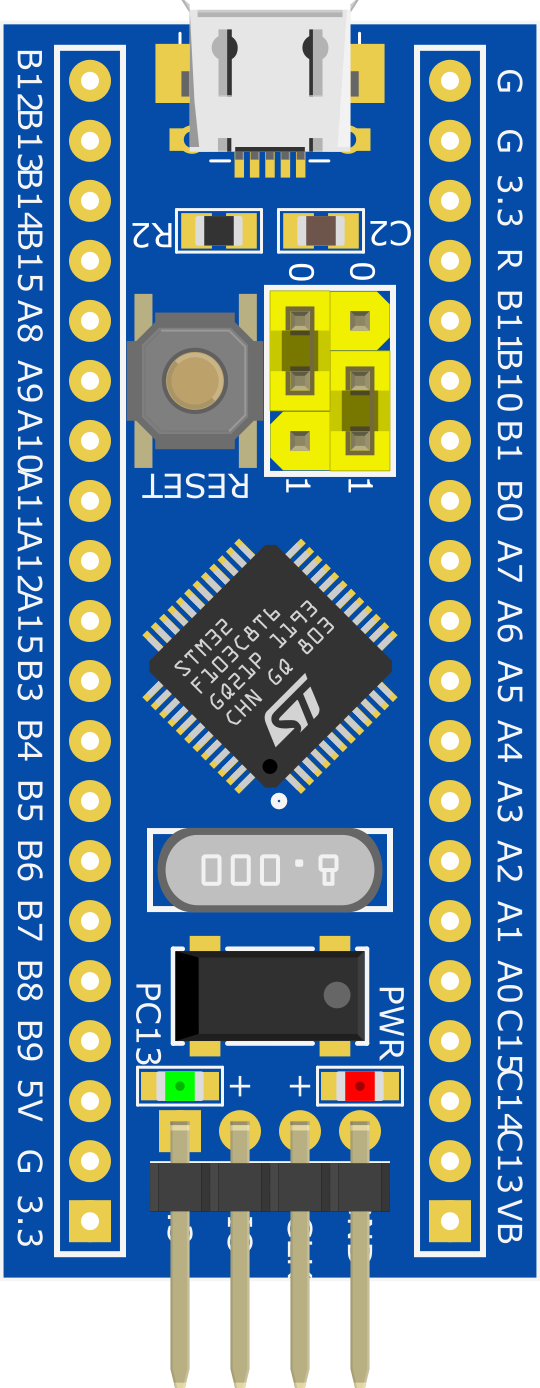 B12
B13
B14
B15
A8
A9
A10
A11
A12
A15
B3
B4
B5
B6
B7
B8
B9
5V
G
3.3
G
G
3.3
R
B11
B10
B1
B0
A7
A6
A5
A4
A3
A2
A1
A0
C15
C14
C13
VB
R2
C2
0 0
1 1
RESET
STM32
F103C8T6
GQ21P 1193
CHN GQ 803
ST
8.000
PC13
PWR
+ +